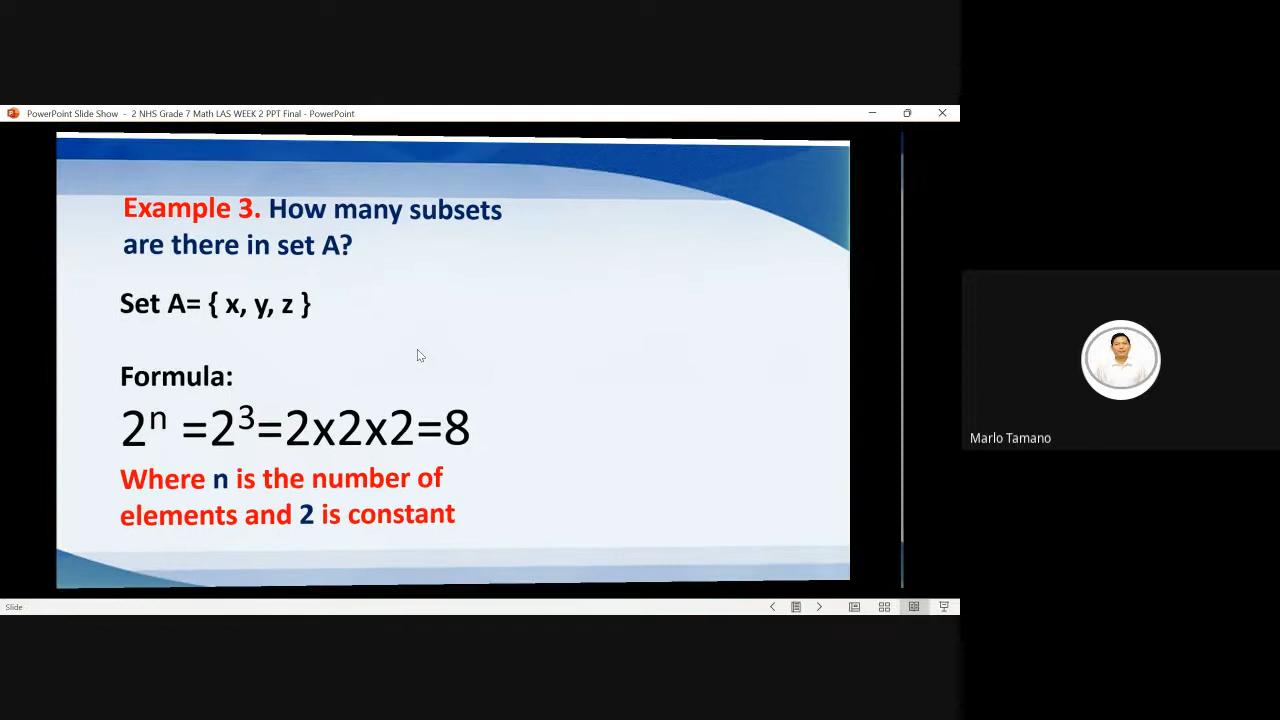 PowerPoint Slide Show - 2 NHS Grade 7 Math LAS WEEK 2 PPT Final - PowerPoint
Example 3. How many subsets
are there in set A?
Set A= { x, y, z }
Formula:
2ⁿ =2³=2x2x2=8
Where n is the number of
elements and 2 is constant
Marlo Tamano
Slide